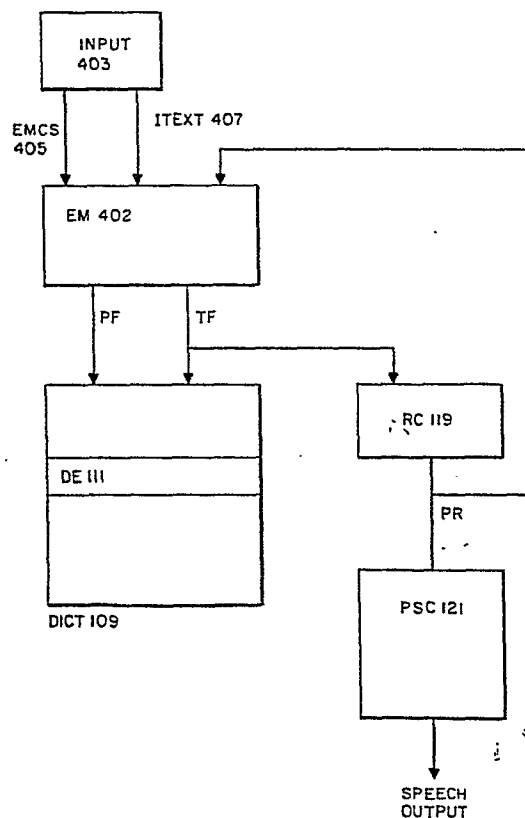 INPUT
403
EMCS
405
ITEXT 407
EM 402
PF
TF
RC 119
DE 111
PR
PSC 121
DICT 109
SPEECH
OUTPUT